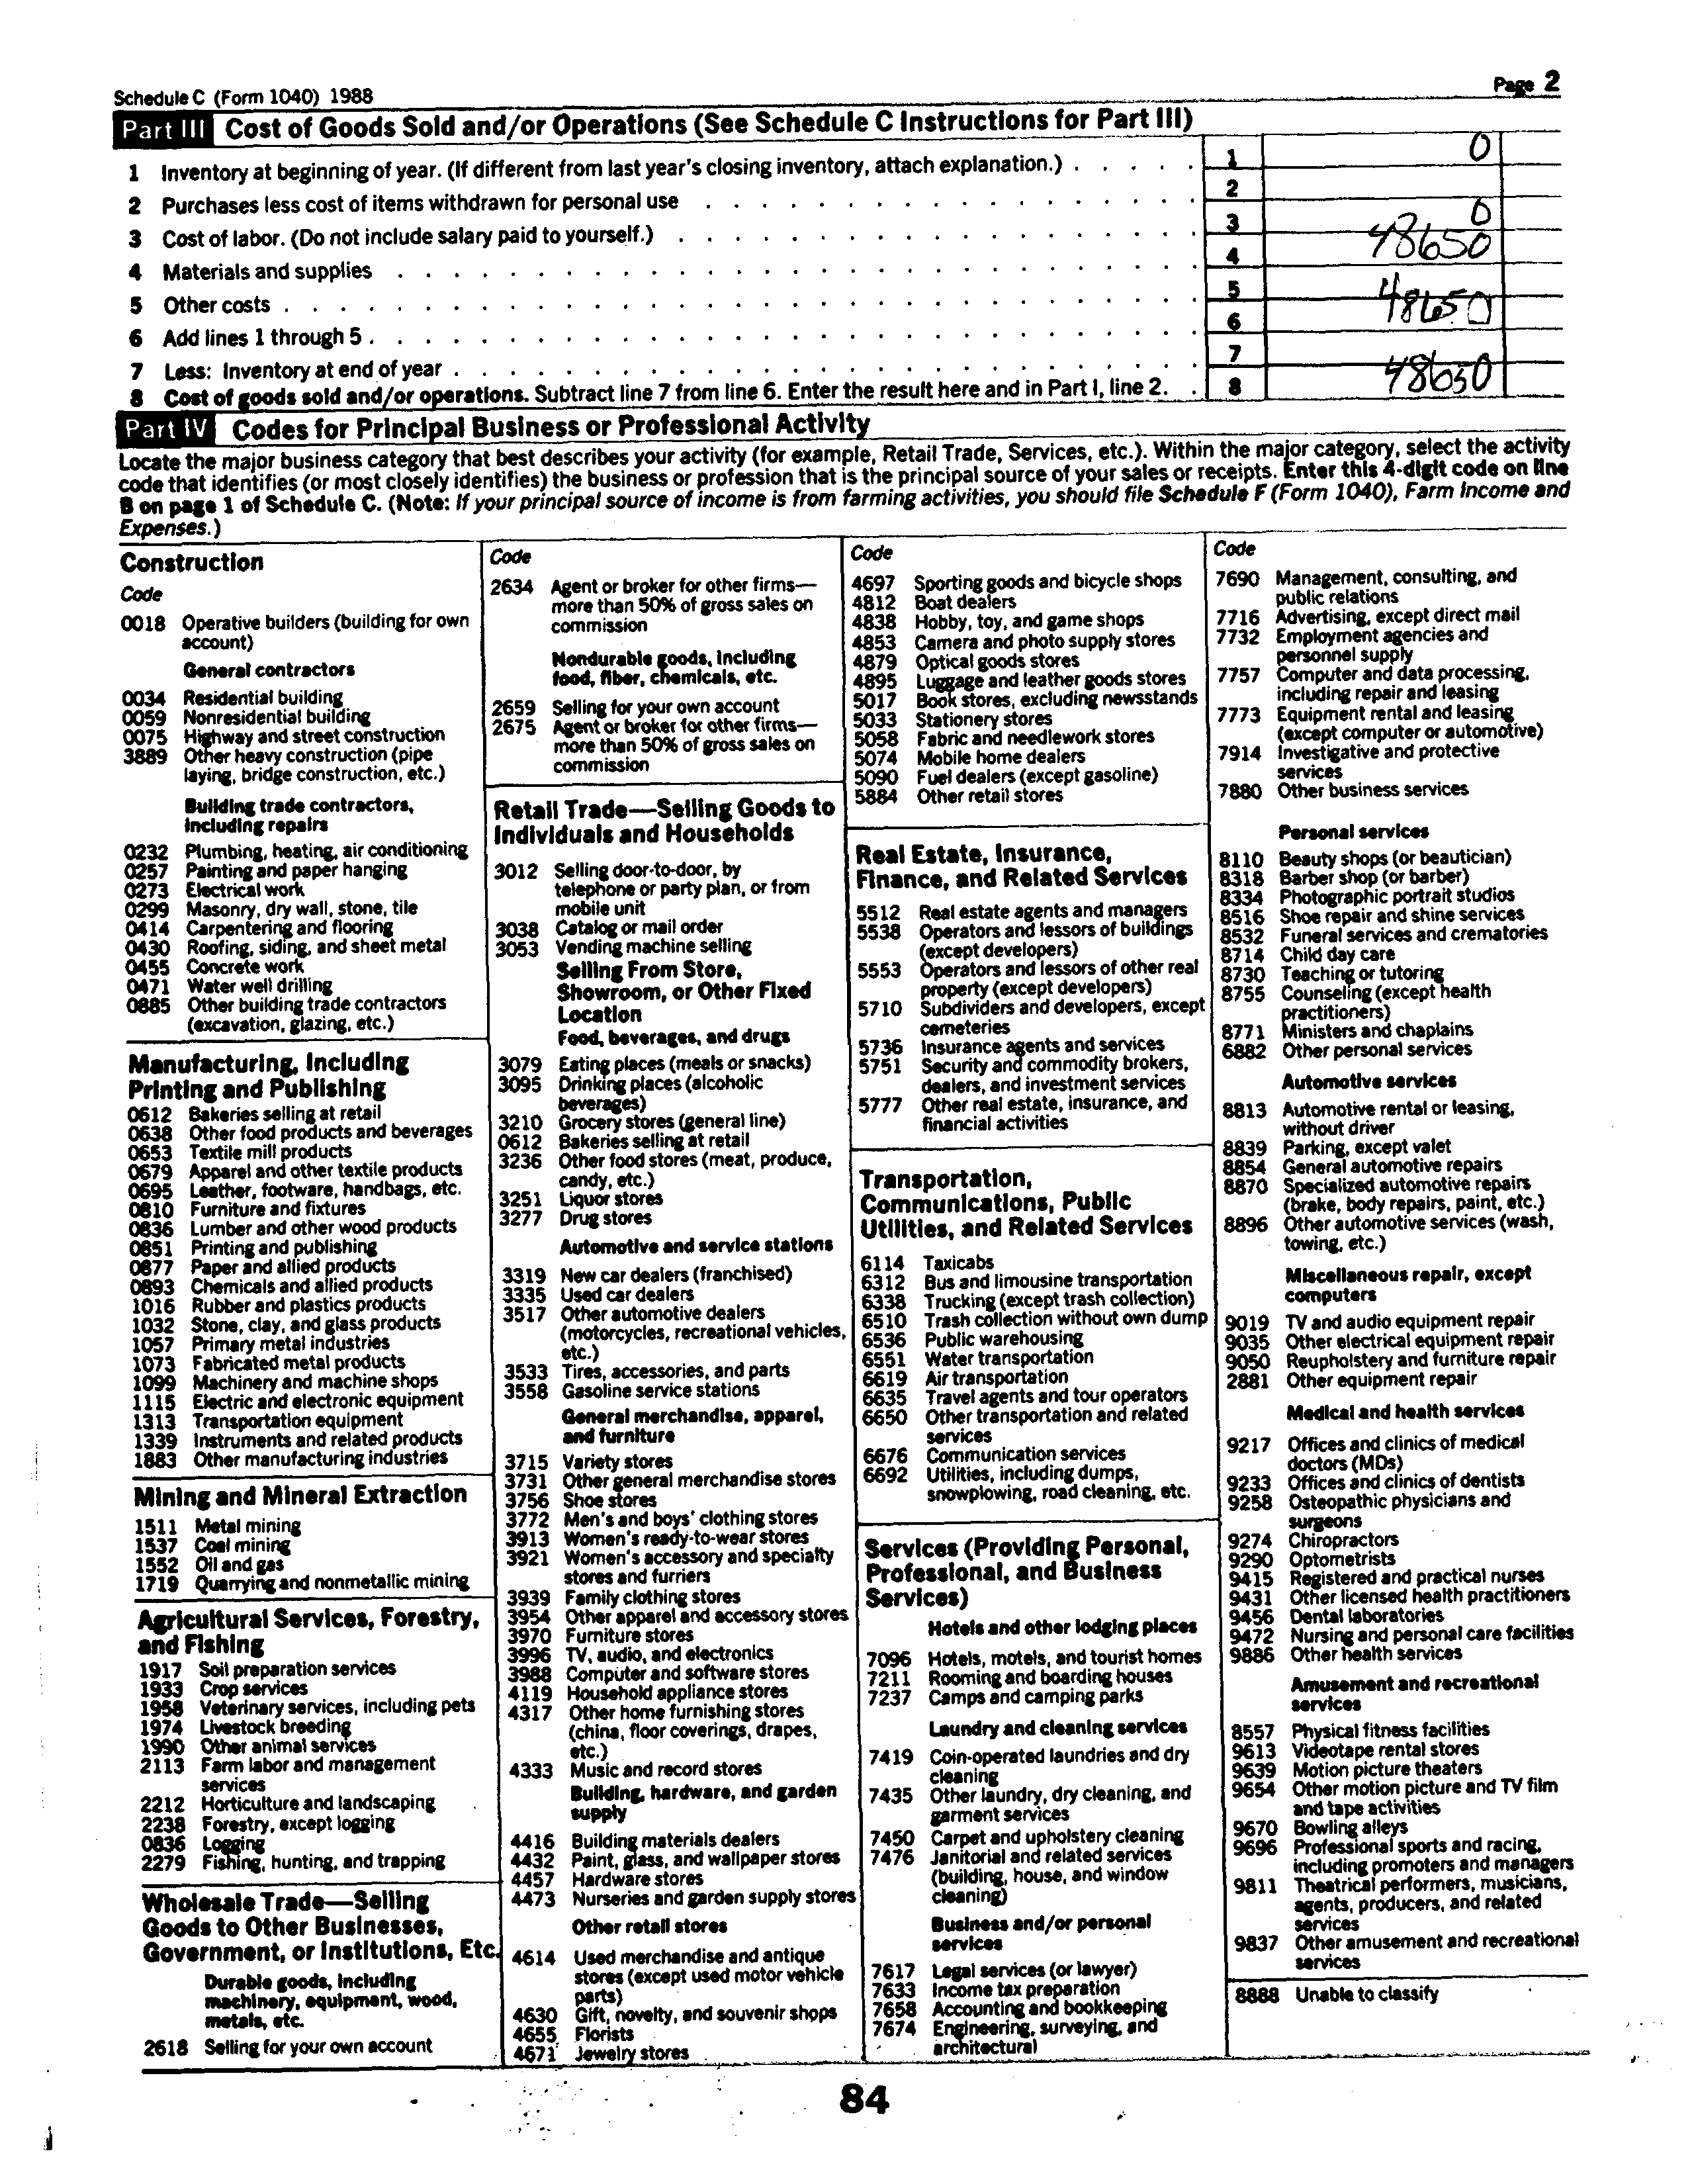 Schedule C (Form 1040) 1988
Page 2
Part III Cost of Goods Sold and/or Operations (See Schedule C Instructions for Part III)
1 Inventory at beginning of year. (If different from last year's closing inventory, attach explanation.) 1 0
2 Purchases less cost of items withdrawn for personal use 2
3 Cost of labor. (Do not include salary paid to yourself.) 3 0
4 Materials and supplies 4 48650
5 Other costs 5
6 Add lines 1 through 5 6 48650
7 Less: Inventory at end of year 7
8 Cost of goods sold and/or operations. Subtract line 7 from line 6. Enter the result here and in Part I, line 2. 8 48650
Part IV Codes for Principal Business or Professional Activity
Locate the major business category that best describes your activity (for example, Retail Trade, Services, etc.). Within the major category, select the activity
code that identifies (or most closely identifies) the business or profession that is the principal source of your sales or receipts. Enter this 4-digit code on line
B on page 1 of Schedule C. (Note: If your principal source of income is from farming activities, you should file Schedule F (Form 1040), Farm Income and
Expenses.)
Construction
Code
0018 Operative builders (building for own
account)
General contractors
0034 Residential building
0059 Nonresidential building
0075 Highway and street construction
3889 Other heavy construction (pipe
laying, bridge construction, etc.)
Building trade contractors,
including repairs
0232 Plumbing, heating, air conditioning
0257 Painting and paper hanging
0273 Electrical work
0299 Masonry, dry wall, stone, tile
0414 Carpentering and flooring
0430 Roofing, siding, and sheet metal
0455 Concrete work
0471 Water well drilling
0885 Other building trade contractors
(excavation, glazing, etc.)
Manufacturing, Including
Printing and Publishing
0612 Bakeries selling at retail
0638 Other food products and beverages
0653 Textile mill products
0679 Apparel and other textile products
0695 Leather, footware, handbags, etc.
0810 Furniture and fixtures
0836 Lumber and other wood products
0851 Printing and publishing
0877 Paper and allied products
0893 Chemicals and allied products
1016 Rubber and plastics products
1032 Stone, clay, and glass products
1057 Primary metal industries
1073 Fabricated metal products
1099 Machinery and machine shops
1115 Electric and electronic equipment
1313 Transportation equipment
1339 Instruments and related products
1883 Other manufacturing industries
Mining and Mineral Extraction
1511 Metal mining
1537 Coal mining
1552 Oil and gas
1719 Quarrying and nonmetallic mining
Agricultural Services, Forestry,
and Fishing
1917 Soil preparation services
1933 Crop services
1958 Veterinary services, including pets
1974 Livestock breeding
1990 Other animal services
2113 Farm labor and management
services
2212 Horticulture and landscaping
2238 Forestry, except logging
0836 Logging
2279 Fishing, hunting, and trapping
Wholesale Trade—Selling
Goods to Other Businesses,
Government, or Institutions, Etc.
Durable goods, including
machinery, equipment, wood,
metals, etc.
2618 Selling for your own account
Code
2634 Agent or broker for other firms—
more than 50% of gross sales on
commission
Nondurable goods, including
food, fiber, chemicals, etc.
2659 Selling for your own account
2675 Agent or broker for other firms—
more than 50% of gross sales on
commission
Retail Trade—Selling Goods to
Individuals and Households
3012 Selling door-to-door, by
telephone or party plan, or from
mobile unit
3038 Catalog or mail order
3053 Vending machine selling
Selling From Store,
Showroom, or Other Fixed
Location
Food, beverages, and drugs
3079 Eating places (meals or snacks)
3095 Drinking places (alcoholic
beverages)
3210 Grocery stores (general line)
0612 Bakeries selling at retail
3236 Other food stores (meat, produce,
candy, etc.)
3251 Liquor stores
3277 Drug stores
Automotive and service stations
3319 New car dealers (franchised)
3335 Used car dealers
3517 Other automotive dealers
(motorcycles, recreational vehicles,
etc.)
3533 Tires, accessories, and parts
3558 Gasoline service stations
General merchandise, apparel,
and furniture
3715 Variety stores
3731 Other general merchandise stores
3756 Shoe stores
3772 Men's and boys' clothing stores
3913 Women's ready-to-wear stores
3921 Women's accessory and specialty
stores and furriers
3939 Family clothing stores
3954 Other apparel and accessory stores
3970 Furniture stores
3996 TV, audio, and electronics
3988 Computer and software stores
4119 Household appliance stores
4317 Other home furnishing stores
(china, floor coverings, drapes,
etc.)
4333 Music and record stores
Building, hardware, and garden
supply
4416 Building materials dealers
4432 Paint, glass, and wallpaper stores
4457 Hardware stores
4473 Nurseries and garden supply stores
Other retail stores
4614 Used merchandise and antique
stores (except used motor vehicle
parts)
4630 Gift, novelty, and souvenir shops
4655 Florists
4671 Jewelry stores
Code
4697 Sporting goods and bicycle shops
4812 Boat dealers
4838 Hobby, toy, and game shops
4853 Camera and photo supply stores
4879 Optical goods stores
4895 Luggage and leather goods stores
5017 Book stores, excluding newsstands
5033 Stationery stores
5058 Fabric and needlework stores
5074 Mobile home dealers
5090 Fuel dealers (except gasoline)
5884 Other retail stores
Real Estate, Insurance,
Finance, and Related Services
5512 Real estate agents and managers
5538 Operators and lessors of buildings
(except developers)
5553 Operators and lessors of other real
property (except developers)
5710 Subdividers and developers, except
cemeteries
5736 Insurance agents and services
5751 Security and commodity brokers,
dealers, and investment services
5777 Other real estate, insurance, and
financial activities
Transportation,
Communications, Public
Utilities, and Related Services
6114 Taxicabs
6312 Bus and limousine transportation
6338 Trucking (except trash collection)
6510 Trash collection without own dump
6536 Public warehousing
6551 Water transportation
6619 Air transportation
6635 Travel agents and tour operators
6650 Other transportation and related
services
6676 Communication services
6692 Utilities, including dumps,
snowplowing, road cleaning, etc.
Services (Providing Personal,
Professional, and Business
Services)
Hotels and other lodging places
7096 Hotels, motels, and tourist homes
7211 Rooming and boarding houses
7237 Camps and camping parks
Laundry and cleaning services
7419 Coin-operated laundries and dry
cleaning
7435 Other laundry, dry cleaning, and
garment services
7450 Carpet and upholstery cleaning
7476 Janitorial and related services
(building, house, and window
cleaning)
Business and/or personal
services
7617 Legal services (or lawyer)
7633 Income tax preparation
7658 Accounting and bookkeeping
7674 Engineering, surveying, and
architectural
Code
7690 Management, consulting, and
public relations
7716 Advertising, except direct mail
7732 Employment agencies and
personnel supply
7757 Computer and data processing,
including repair and leasing
7773 Equipment rental and leasing
(except computer or automotive)
7914 Investigative and protective
services
7880 Other business services
Personal services
8110 Beauty shops (or beautician)
8318 Barber shop (or barber)
8334 Photographic portrait studios
8516 Shoe repair and shine services
8532 Funeral services and crematories
8714 Child day care
8730 Teaching or tutoring
8755 Counseling (except health
practitioners)
8771 Ministers and chaplains
6882 Other personal services
Automotive services
8813 Automotive rental or leasing,
without driver
8839 Parking, except valet
8854 General automotive repairs
8870 Specialized automotive repairs
(brake, body repairs, paint, etc.)
8896 Other automotive services (wash,
towing, etc.)
Miscellaneous repair, except
computers
9019 TV and audio equipment repair
9035 Other electrical equipment repair
9050 Reupholstery and furniture repair
2881 Other equipment repair
Medical and health services
9217 Offices and clinics of medical
doctors (MDs)
9233 Offices and clinics of dentists
9258 Osteopathic physicians and
surgeons
9274 Chiropractors
9290 Optometrists
9415 Registered and practical nurses
9431 Other licensed health practitioners
9456 Dental laboratories
9472 Nursing and personal care facilities
9886 Other health services
Amusement and recreational
services
8557 Physical fitness facilities
9613 Videotape rental stores
9639 Motion picture theaters
9654 Other motion picture and TV film
and tape activities
9670 Bowling alleys
9696 Professional sports and racing,
including promoters and managers
9811 Theatrical performers, musicians,
agents, producers, and related
services
9837 Other amusement and recreational
services
8888 Unable to classify
84